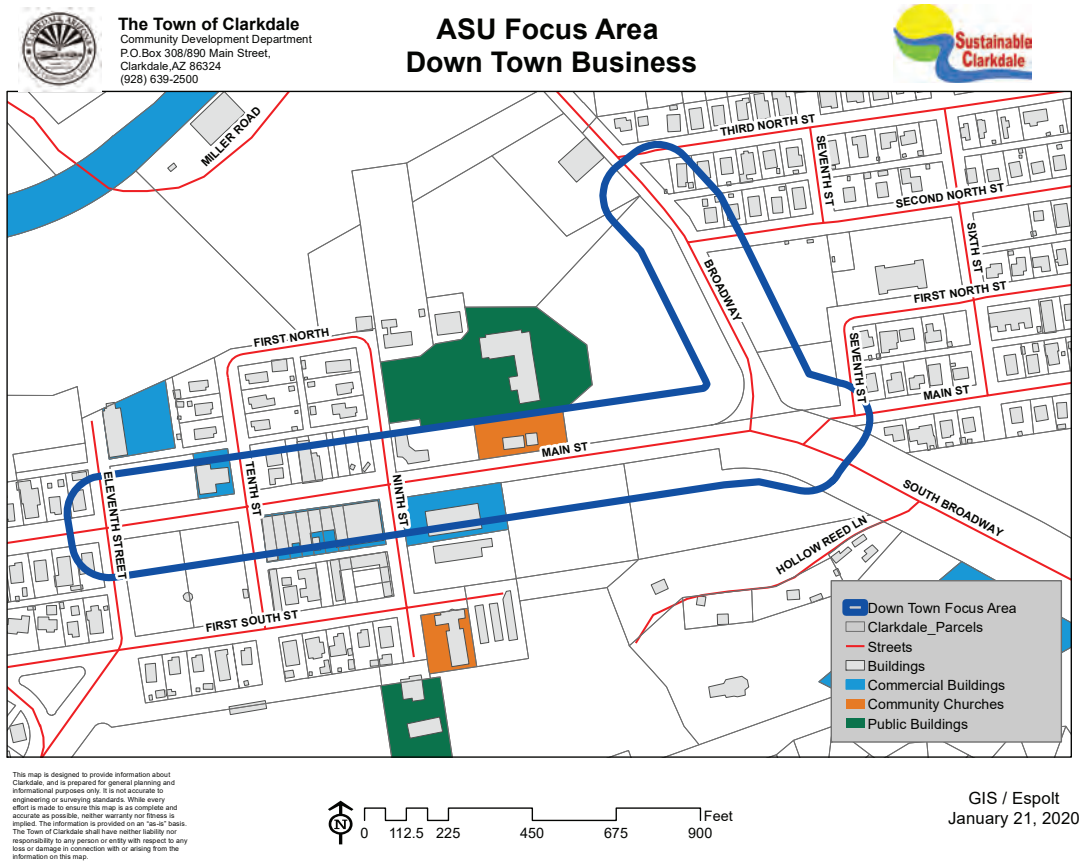 The Town of Clarkdale
Community Development Department
P.O.Box 308/890 Main Street,
Clarkdale,AZ 86324
(928) 639-2500
ASU Focus Area
Down Town Business
Sustainable
Clarkdale
MILLER ROAD
THIRD NORTH ST
SEVENTH ST
SECOND NORTH ST
SIXTH ST
BROADWAY
FIRST NORTH ST
FIRST NORTH
SEVENTH ST
MAIN ST
MAIN ST
ELEVENTH STREET
TENTH ST
NINTH ST
SOUTH BROADWAY
HOLLOW REED LN
FIRST SOUTH ST
Down Town Focus Area
Clarkdale_Parcels
Streets
Buildings
Commercial Buildings
Community Churches
Public Buildings
This map is designed to provide information about
Clarkdale, and is prepared for general planning and
informational purposes only. It is not accurate to
engineering or surveying standards. While every
effort is made to ensure this map is as complete and
accurate as possible, neither warranty nor fitness is
implied. The information is provided on an "as-is" basis.
The Town of Clarkdale shall have neither liability nor
responsibility to any person or entity with respect to any
loss or damage in connection with or arising from the
information on this map.
N
0 112.5 225 450 675 900
Feet
GIS / Espolt
January 21, 2020